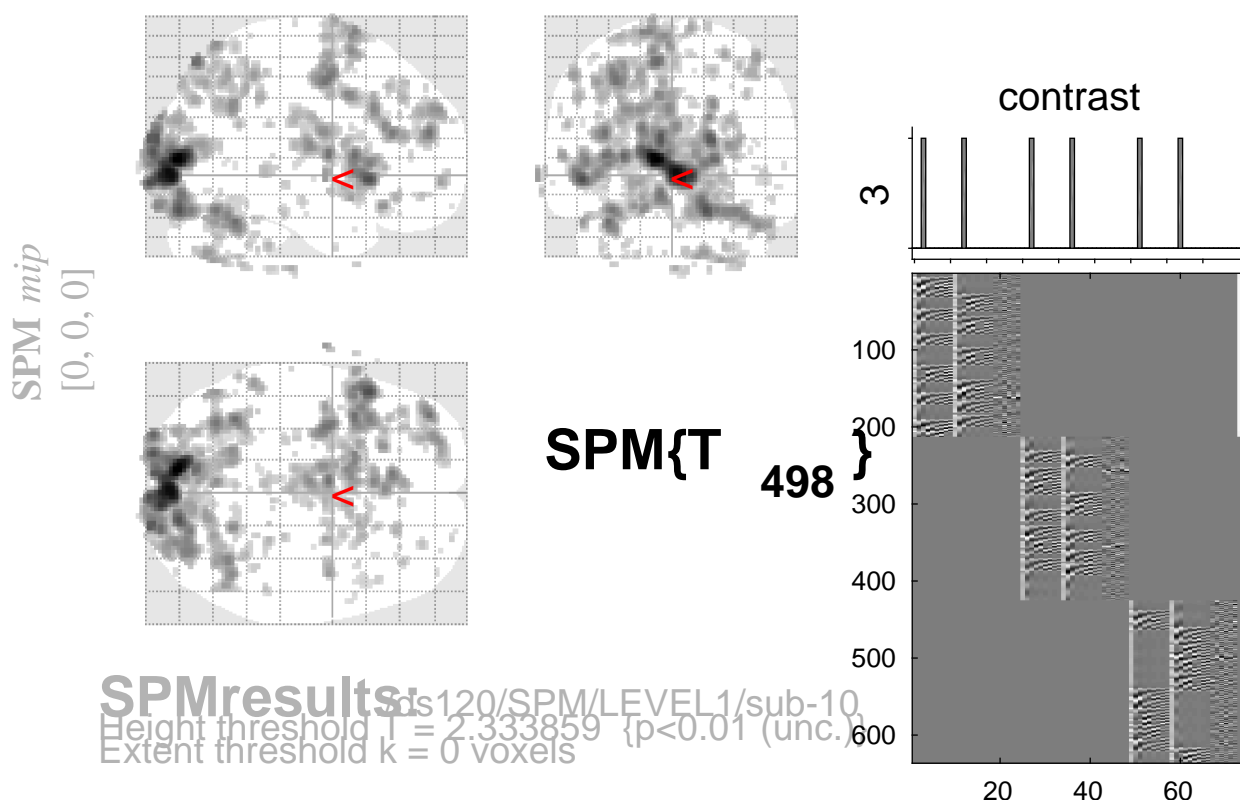 SPM mip
[0, 0, 0]
<
<
<
SPM{T 498 }
SPMresults: /ds120/SPM/LEVEL1/sub-10
Height threshold T = 2.333859 {p<0.01 (unc.)}
Extent threshold k = 0 voxels
contrast
3
100
200
300
400
500
600
20 40 60